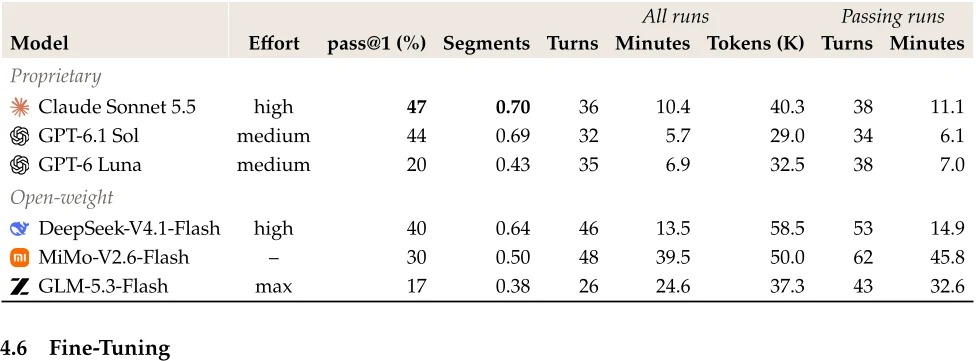 All runs Passing runs
Model Effort pass@1 (%) Segments Turns Minutes Tokens (K) Turns Minutes
Proprietary
Claude Sonnet 5.5 high 47 0.70 36 10.4 40.3 38 11.1
GPT-6.1 Sol medium 44 0.69 32 5.7 29.0 34 6.1
GPT-6 Luna medium 20 0.43 35 6.9 32.5 38 7.0
Open-weight
DeepSeek-V4.1-Flash high 40 0.64 46 13.5 58.5 53 14.9
MiMo-V2.6-Flash – 30 0.50 48 39.5 50.0 62 45.8
GLM-5.3-Flash max 17 0.38 26 24.6 37.3 43 32.6
4.6 Fine-Tuning